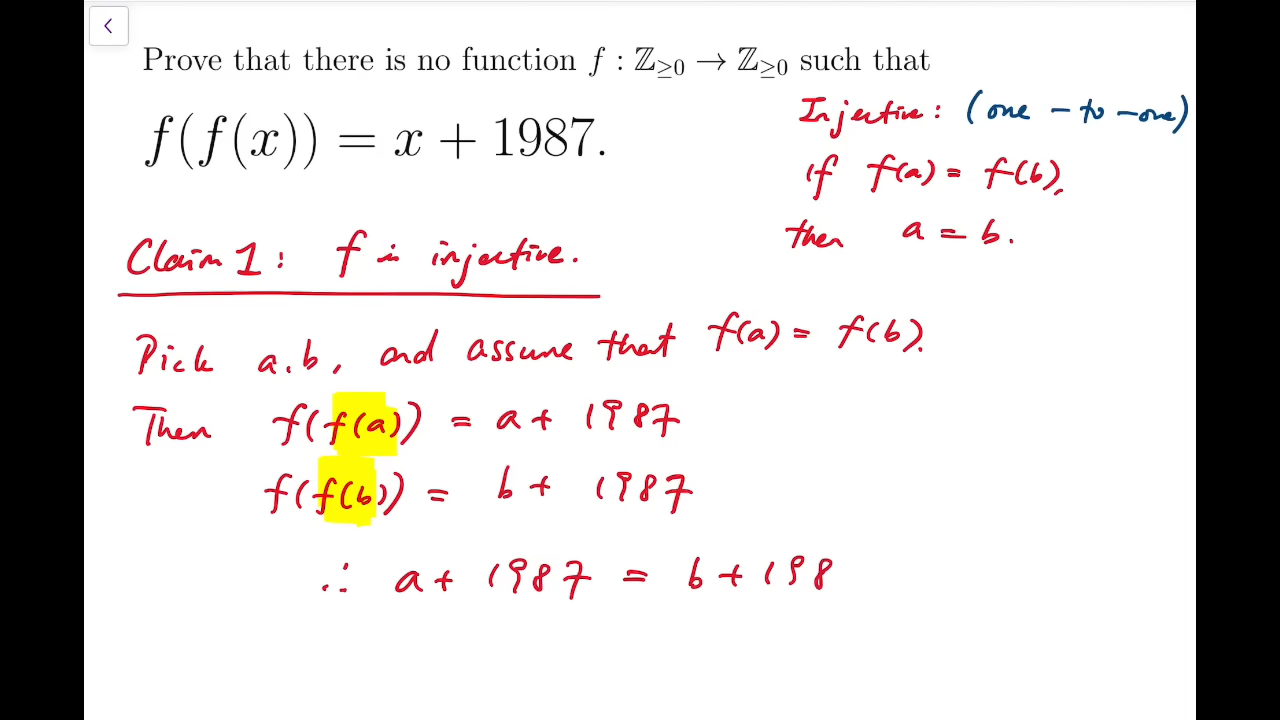 Prove that there is no function f : ℤ≥0 → ℤ≥0 such that
f(f(x)) = x + 1987.
Injective: (one-to-one)
if f(a) = f(b),
then a = b.
Claim 1: f is injective.
Pick a, b, and assume that f(a) = f(b).
Then f(f(a)) = a + 1987
f(f(b)) = b + 1987
∴ a + 1987 = b + 198